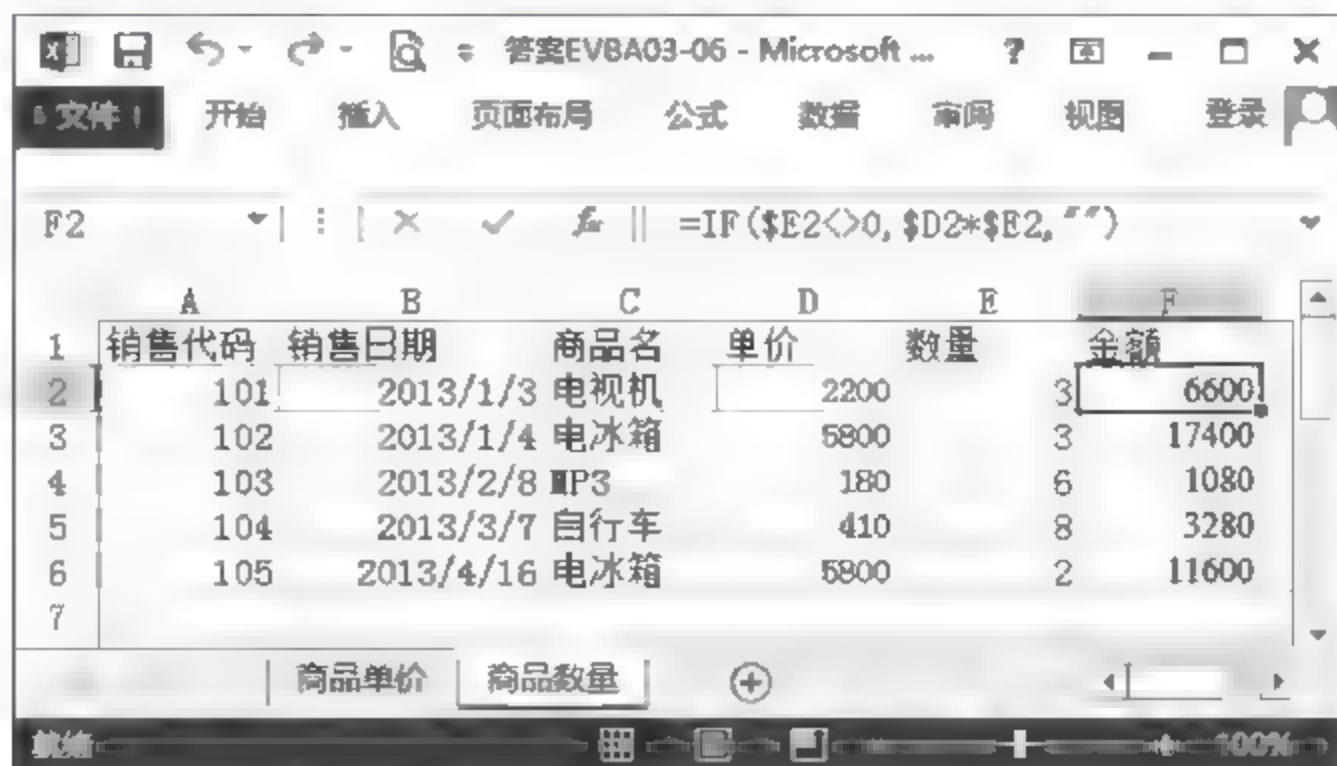 答案EVBA03-06 - Microsoft ... ?
文件 开始 插入 页面布局 公式 数据 审阅 视图 登录
F2 fx =IF($E2<>0,$D2*$E2,"")
A B C D E F
1 销售代码 销售日期 商品名 单价 数量 金额
2 101 2013/1/3 电视机 2200 3 6600
3 102 2013/1/4 电冰箱 5800 3 17400
4 103 2013/2/8 MP3 180 6 1080
5 104 2013/3/7 自行车 410 8 3280
6 105 2013/4/16 电冰箱 5800 2 11600
7
商品单价 商品数量
就绪 100%